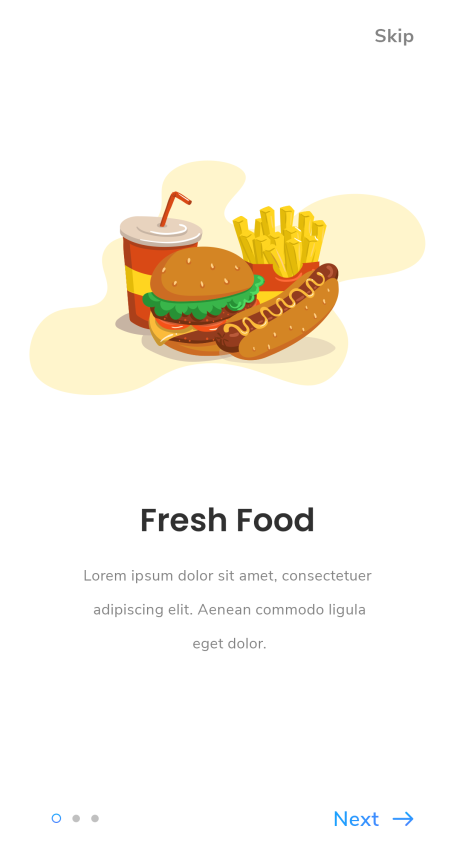 Skip
Fresh Food
Lorem ipsum dolor sit amet, consectetuer
adipiscing elit. Aenean commodo ligula
eget dolor.
Next